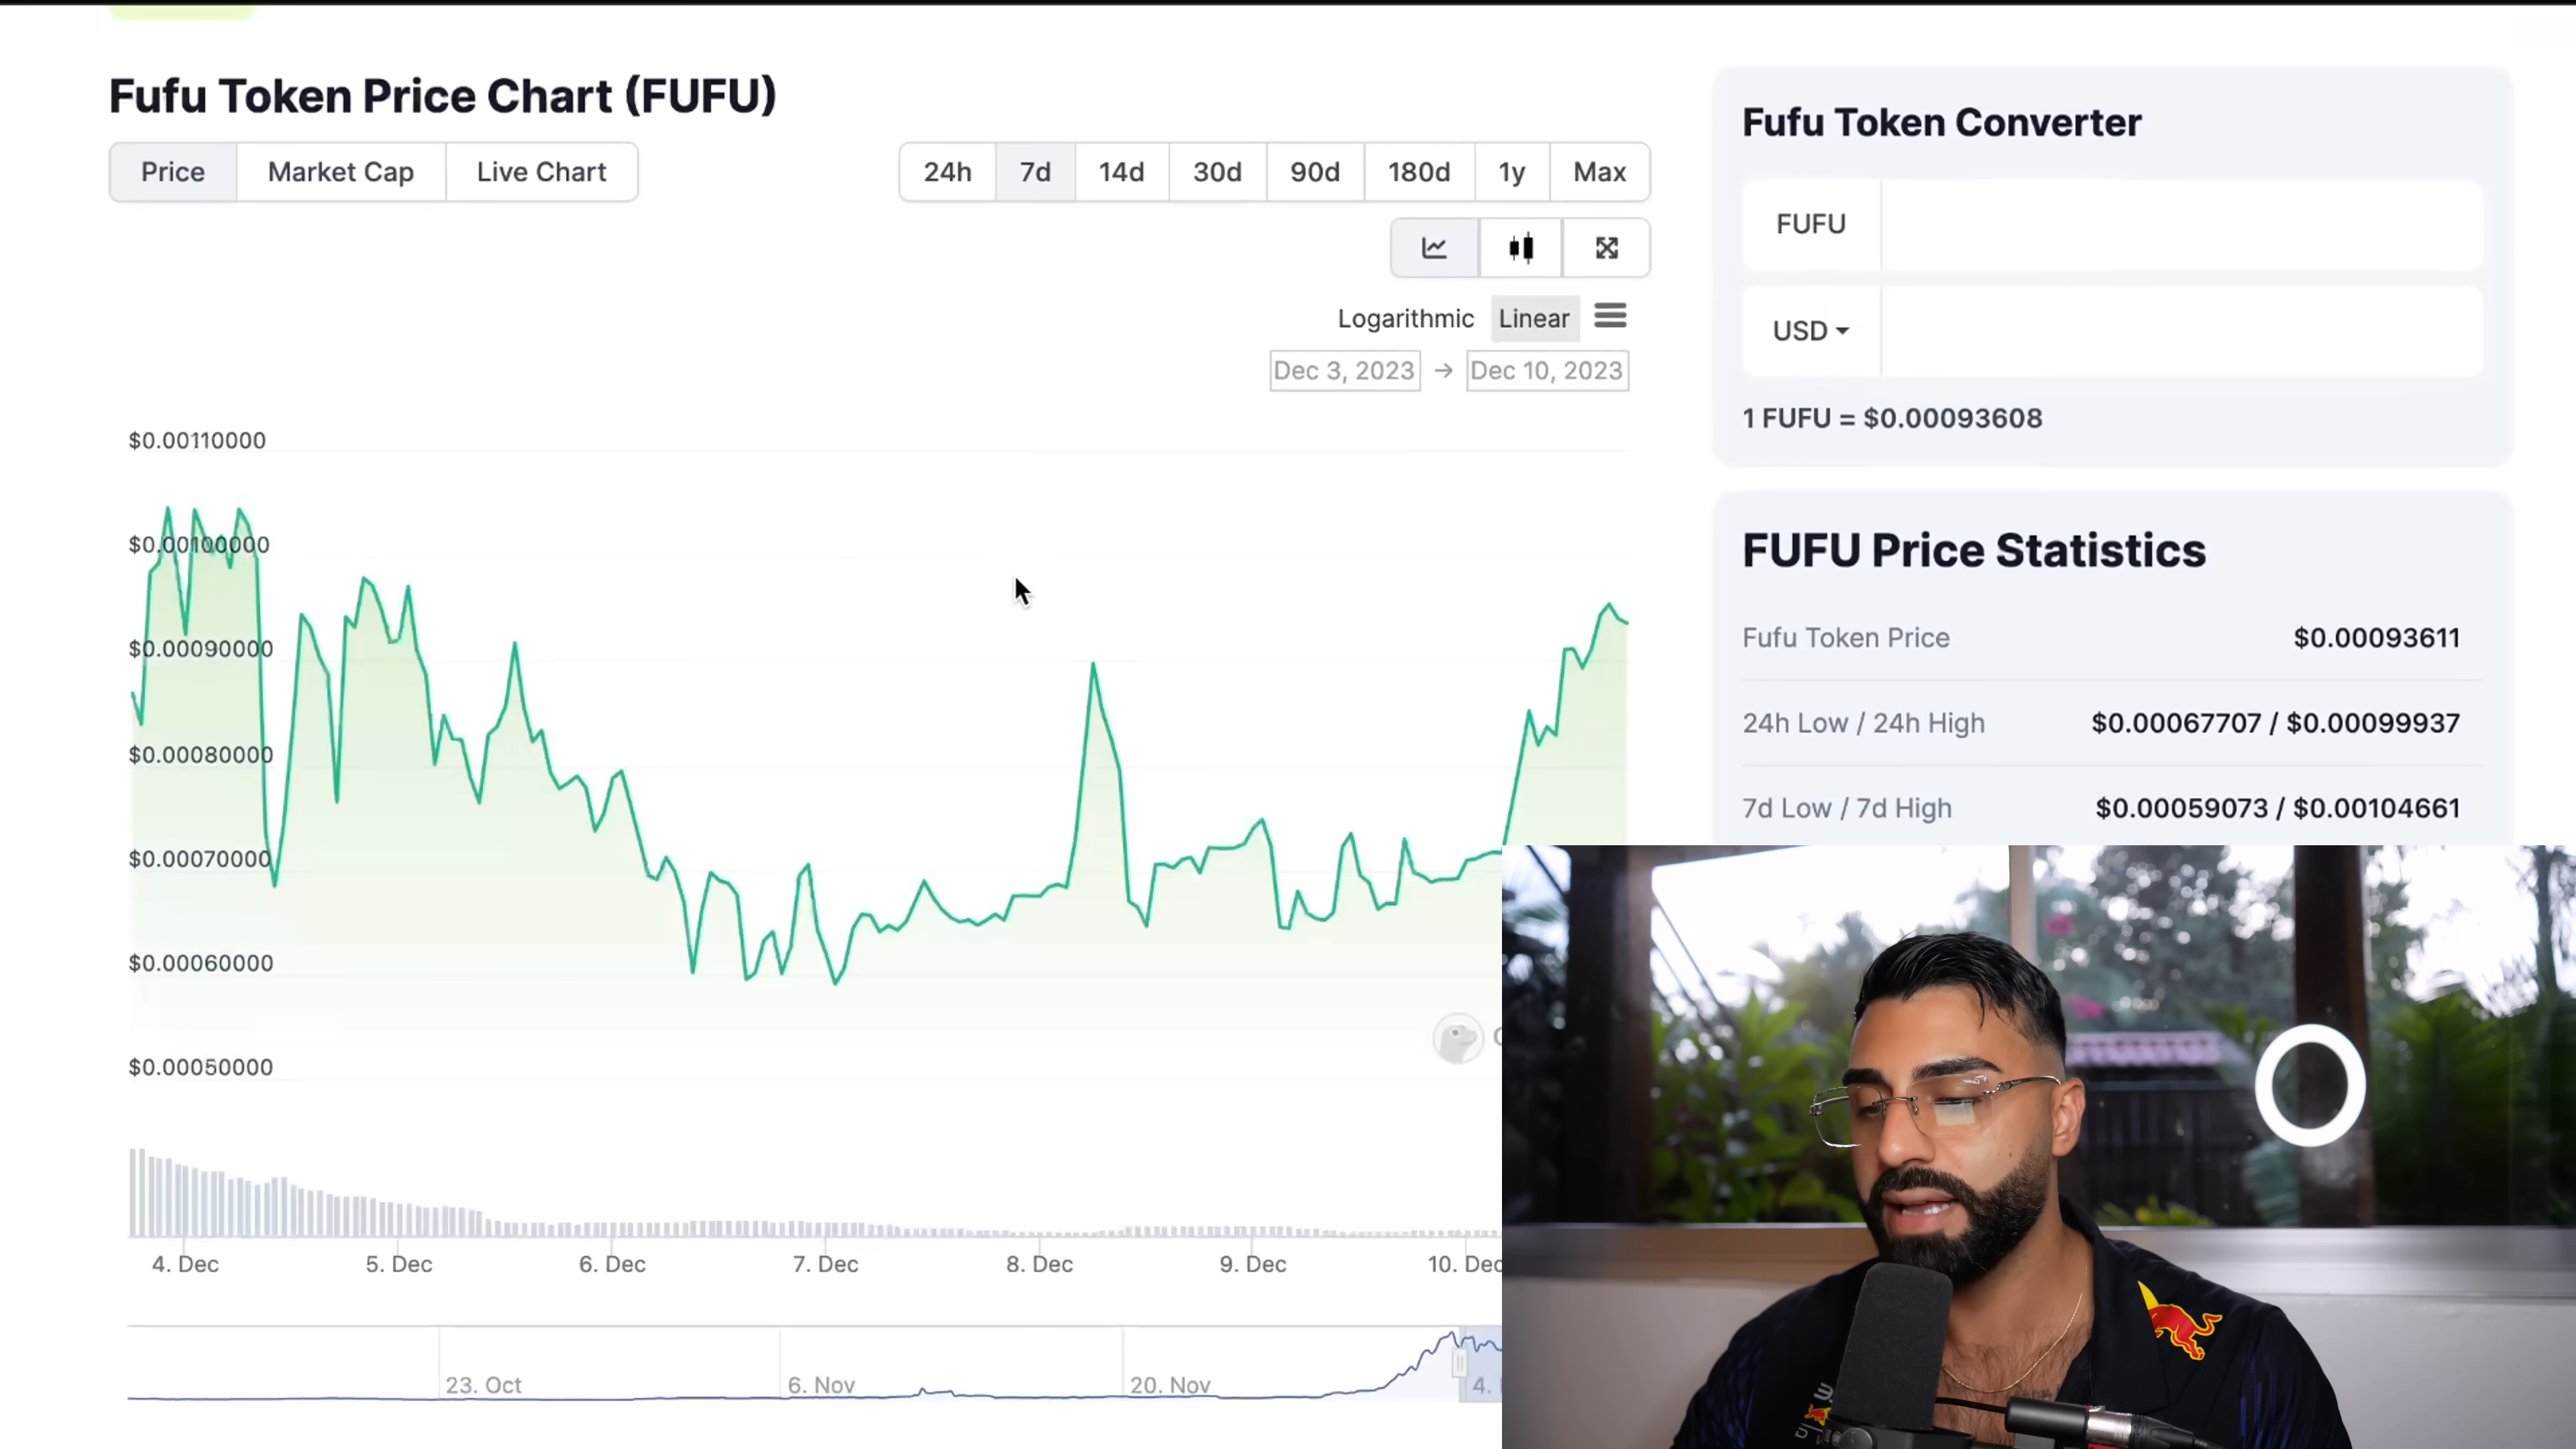 Fufu Token Price Chart (FUFU)
Price Market Cap Live Chart
24h 7d 14d 30d 90d 180d 1y Max
Logarithmic Linear
Dec 3, 2023 → Dec 10, 2023
$0.00110000
$0.00100000
$0.00090000
$0.00080000
$0.00070000
$0.00060000
$0.00050000
4. Dec 5. Dec 6. Dec 7. Dec 8. Dec 9. Dec 10. Dec
23. Oct 6. Nov 20. Nov 4.
Fufu Token Converter
FUFU
USD
1 FUFU = $0.00093608
FUFU Price Statistics
Fufu Token Price $0.00093611
24h Low / 24h High $0.00067707 / $0.00099937
7d Low / 7d High $0.00059073 / $0.00104661